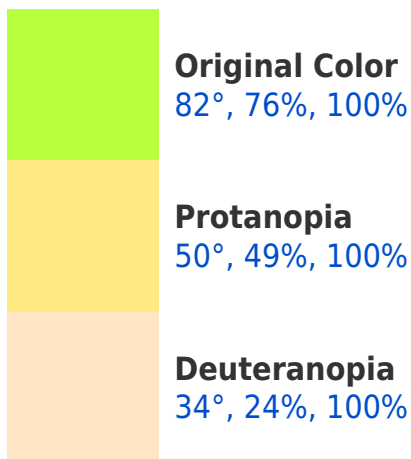 Original Color
82°, 76%, 100%
Protanopia
50°, 49%, 100%
Deuteranopia
34°, 24%, 100%